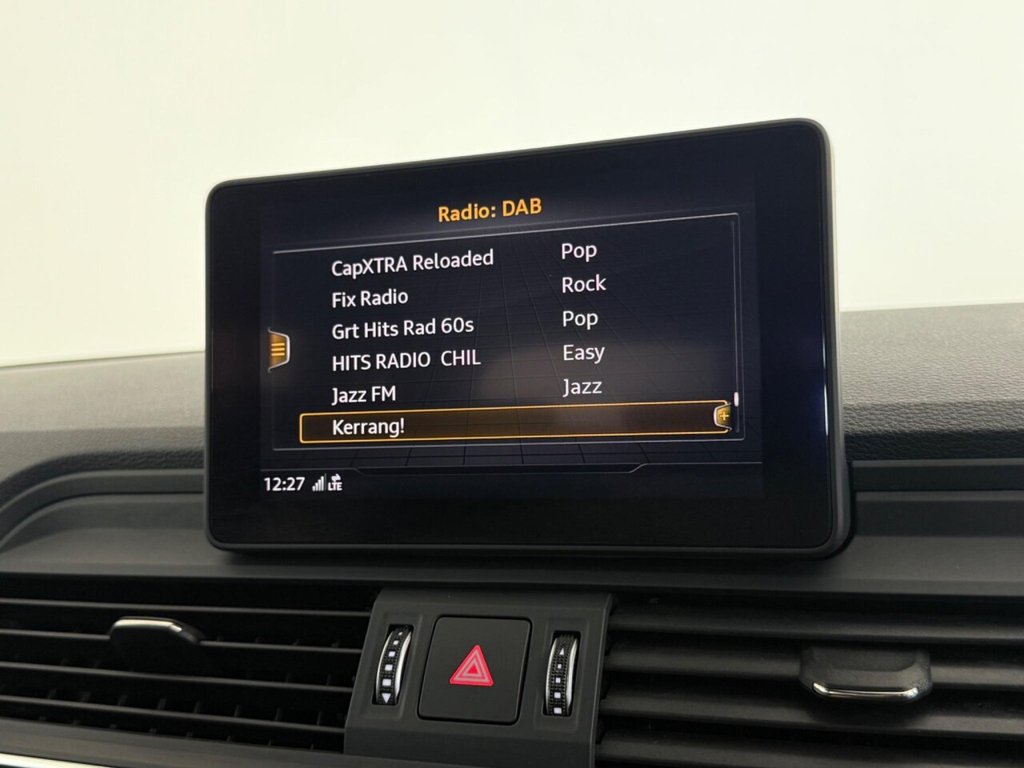 Radio: DAB
CapXTRA Reloaded Pop
Fix Radio Rock
Grt Hits Rad 60s Pop
HITS RADIO CHIL Easy
Jazz FM Jazz
Kerrang!
12:27 LTE